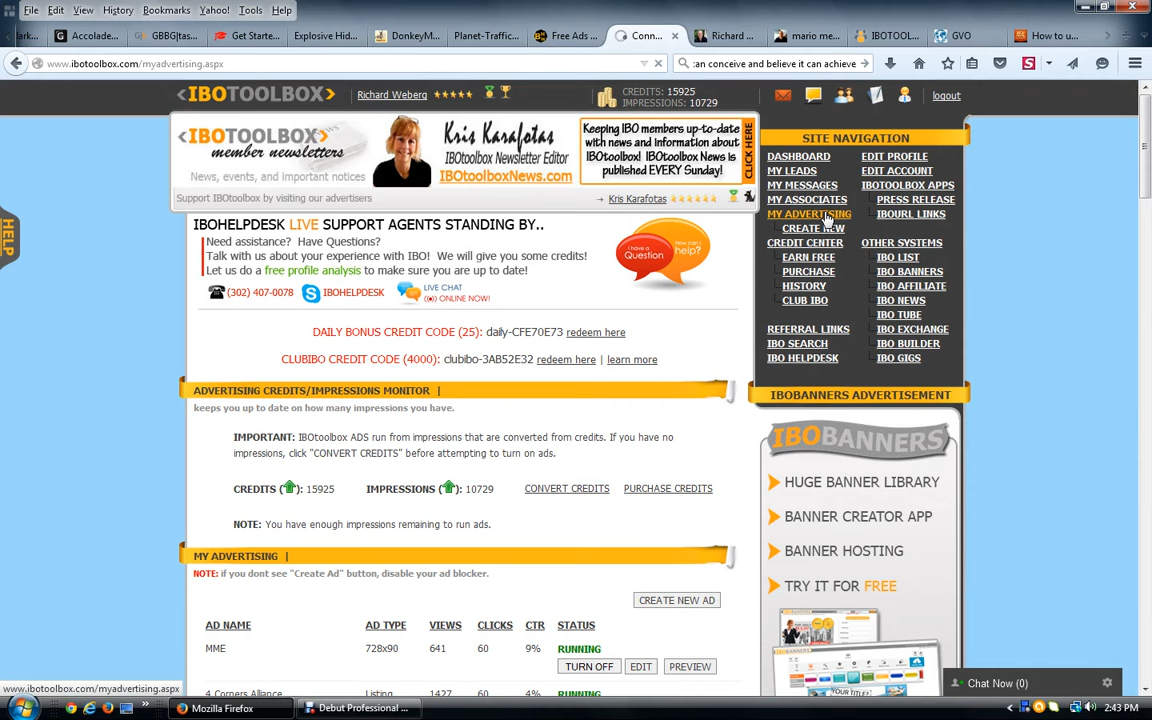 File Edit View History Bookmarks Yahoo! Tools Help
ark... Accolade... GBBG|tas... Get Starte... Explosive Hid... DonkeyM... Planet-Traffic... Free Ads ... Conn... Richard ... mario me... IBOTOOL... GVO How to u...
www.ibotoolbox.com/myadvertising.aspx
can conceive and believe it can achieve
<IBOTOOLBOX> Richard Weberg CREDITS: 15925 logout
IMPRESSIONS: 10729
<IBOTOOLBOX>
member newsletters
News, events, and important notices
Kris Karafotas
IBOtoolbox Newsletter Editor
IBOtoolboxNews.com
Keeping IBO members up-to-date
with news and information about
IBOtoolbox! IBOtoolbox News is
published EVERY Sunday!
CLICK HERE
Support IBOtoolbox by visiting our advertisers
Kris Karafotas
SITE NAVIGATION
DASHBOARD
MY LEADS
MY MESSAGES
MY ASSOCIATES
MY ADVERTISING
CREATE NEW
CREDIT CENTER
EARN FREE
PURCHASE
HISTORY
CLUB IBO
REFERRAL LINKS
IBO SEARCH
IBO HELPDESK
EDIT PROFILE
EDIT ACCOUNT
IBOTOOLBOX APPS
PRESS RELEASE
IBOURL LINKS
OTHER SYSTEMS
IBO LIST
IBO BANNERS
IBO AFFILIATE
IBO NEWS
IBO TUBE
IBO EXCHANGE
IBO BUILDER
IBO GIGS
HELP
IBOHELPDESK LIVE SUPPORT AGENTS STANDING BY..
Need assistance? Have Questions?
Talk with us about your experience with IBO! We will give you some credits!
Let us do a free profile analysis to make sure you are up to date!
(302) 407-0078 IBOHELPDESK LIVE CHAT
((o)) ONLINE NOW!
I have a Question
How can I help?
DAILY BONUS CREDIT CODE (25): daily-CFE70E73 redeem here
CLUBIBO CREDIT CODE (4000): clubibo-3AB52E32 redeem here | learn more
ADVERTISING CREDITS/IMPRESSIONS MONITOR |
keeps you up to date on how many impressions you have.
IMPORTANT: IBOtoolbox ADS run from impressions that are converted from credits. If you have no
impressions, click "CONVERT CREDITS" before attempting to turn on ads.
CREDITS ( ): 15925 IMPRESSIONS ( ): 10729 CONVERT CREDITS PURCHASE CREDITS
NOTE: You have enough impressions remaining to run ads.
MY ADVERTISING |
NOTE: if you dont see "Create Ad" button, disable your ad blocker.
CREATE NEW AD
AD NAME AD TYPE VIEWS CLICKS CTR STATUS
MME 728x90 641 60 9% RUNNING
TURN OFF EDIT PREVIEW
4 Corners Alliance Listing 1427 60 4% RUNNING
IBOBANNERS ADVERTISEMENT
IBOBANNERS
HUGE BANNER LIBRARY
BANNER CREATOR APP
BANNER HOSTING
TRY IT FOR FREE
YOUR TITLE!
Chat Now (0)
www.ibotoolbox.com/myadvertising.aspx
Mozilla Firefox Debut Professional ... 2:43 PM